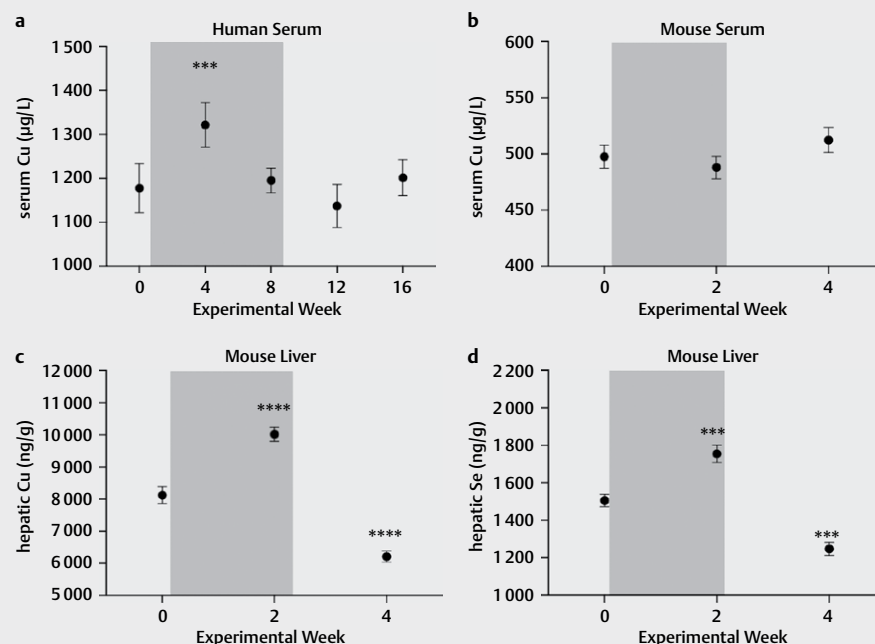 a
Human Serum
serum Cu (µg/L)
1 500
1 400
1 300
1 200
1 100
1 000
***
0 4 8 12 16
Experimental Week
b
Mouse Serum
serum Cu (µg/L)
600
550
500
450
400
0 2 4
Experimental Week
c
Mouse Liver
hepatic Cu (ng/g)
12 000
11 000
10 000
9 000
8 000
7 000
6 000
5 000
****
****
0 2 4
Experimental Week
d
Mouse Liver
hepatic Se (ng/g)
2 200
2 000
1 800
1 600
1 400
1 200
1 000
***
***
0 2 4
Experimental Week